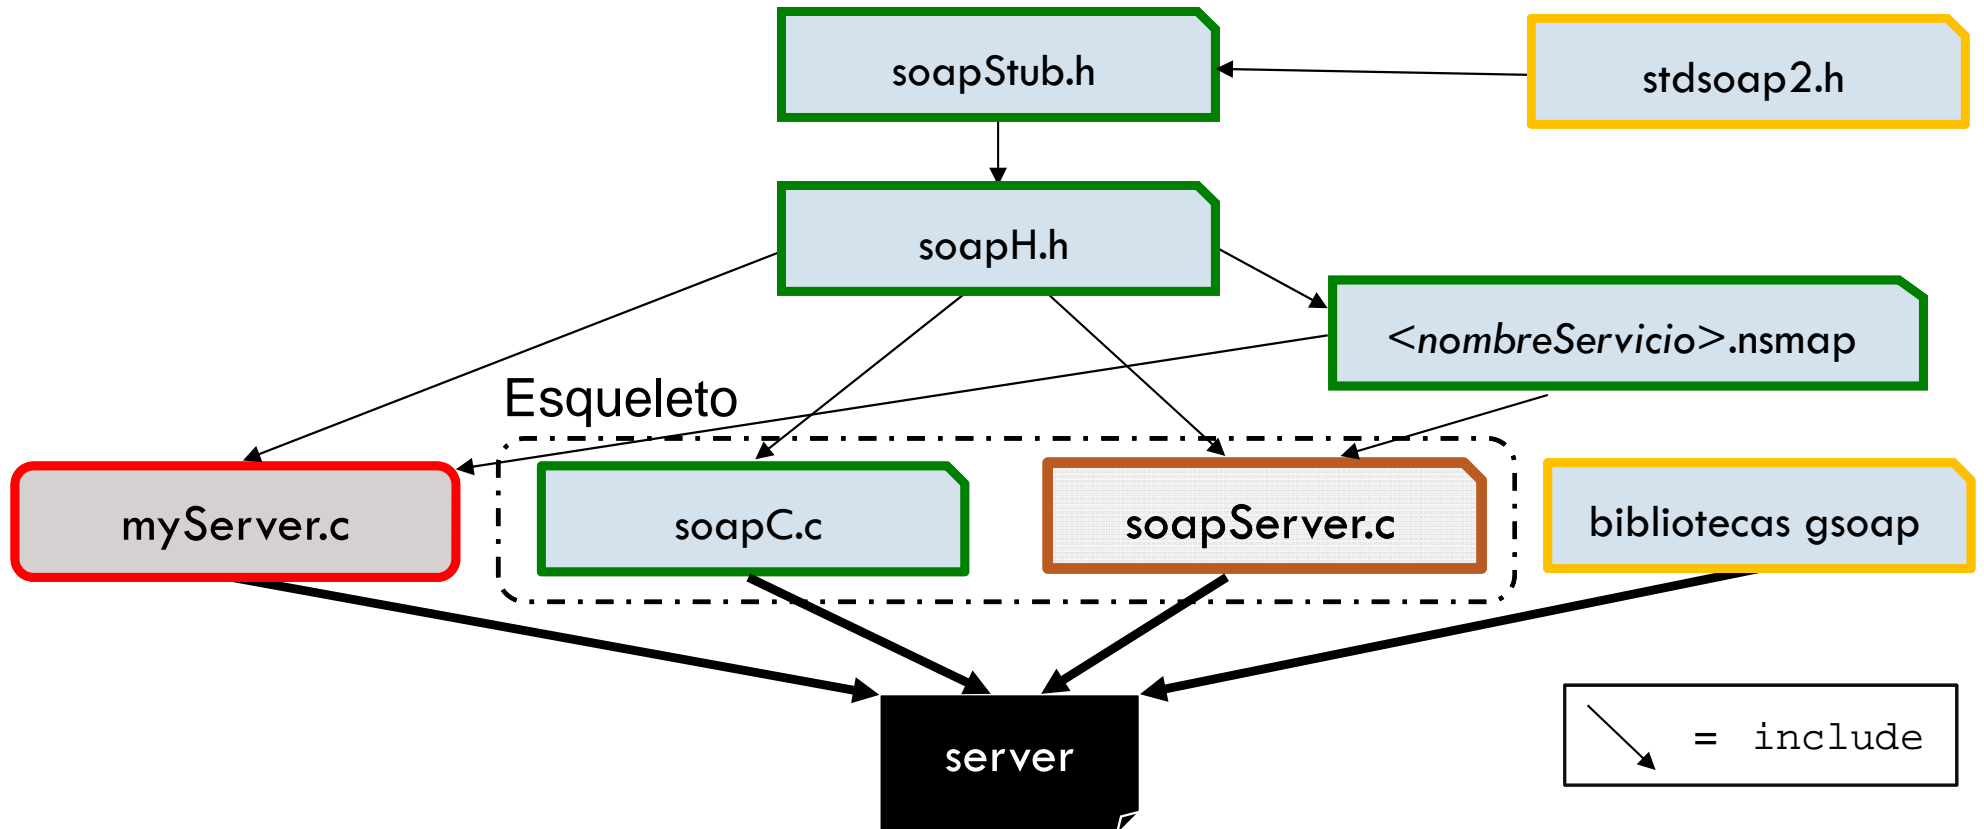 soapStub.h
stdsoap2.h
soapH.h
<nombreServicio>.nsmap
Esqueleto
myServer.c
soapC.c
soapServer.c
bibliotecas gsoap
server
= include